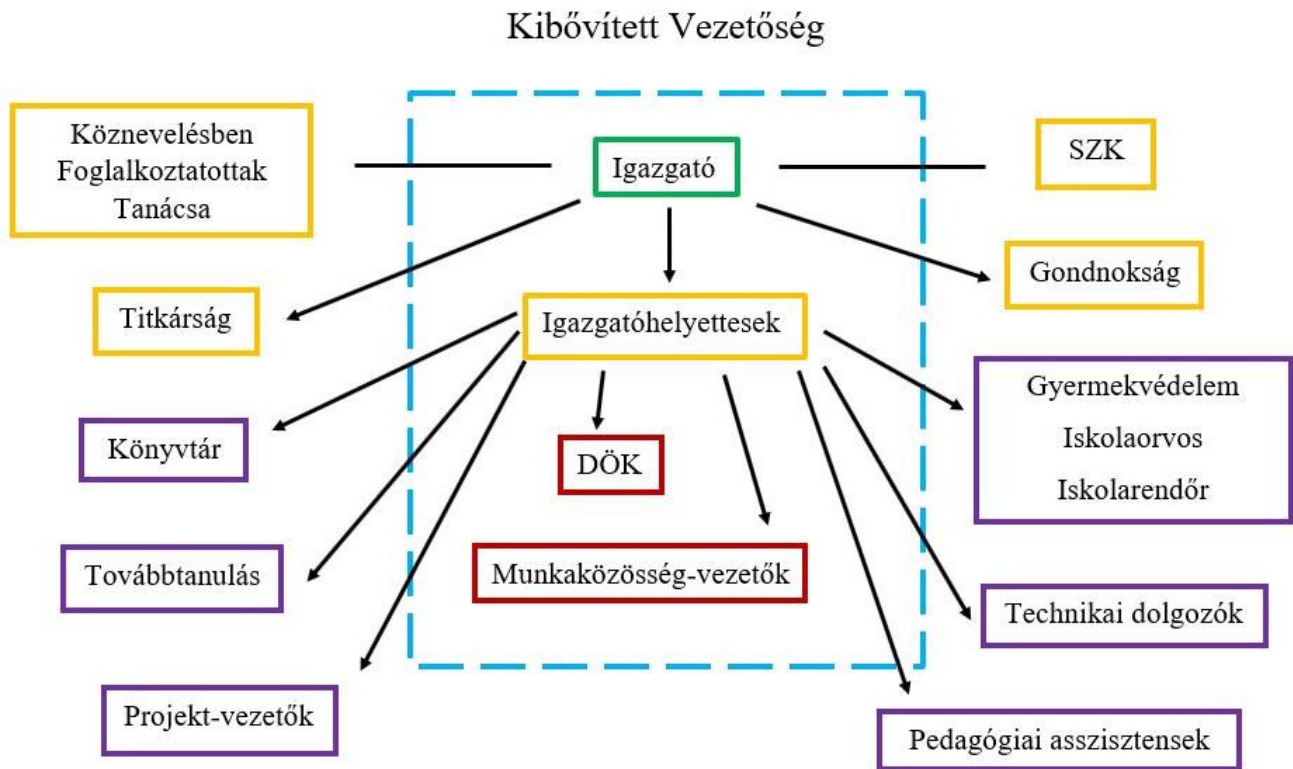 Kibővített Vezetőség
Köznevelésben
Foglalkoztatottak
Tanácsa
Igazgató
SZK
Titkárság
Igazgatóhelyettesek
Gondnokság
Könyvtár
DÖK
Gyermekvédelem
Iskolaorvos
Iskolarendőr
Továbbtanulás
Munkaközösség-vezetők
Technikai dolgozók
Projekt-vezetők
Pedagógiai asszisztensek